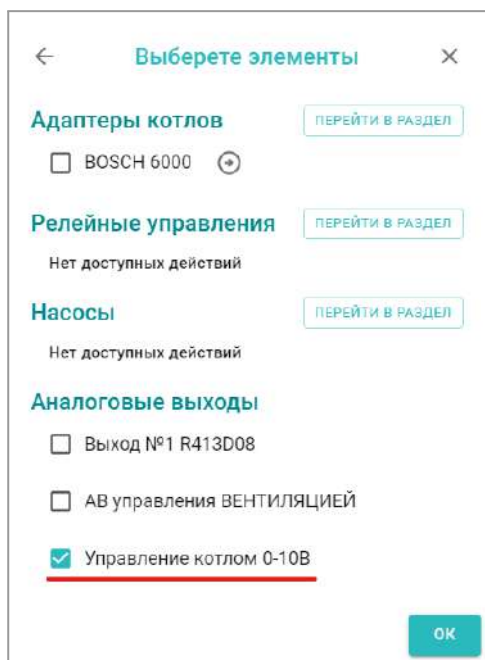 Выберете элементы
Адаптеры котлов ПЕРЕЙТИ В РАЗДЕЛ
BOSCH 6000
Релейные управления ПЕРЕЙТИ В РАЗДЕЛ
Нет доступных действий
Насосы ПЕРЕЙТИ В РАЗДЕЛ
Нет доступных действий
Аналоговые выходы
Выход №1 R413D08
АВ управления ВЕНТИЛЯЦИЕЙ
Управление котлом 0-10В
ОК